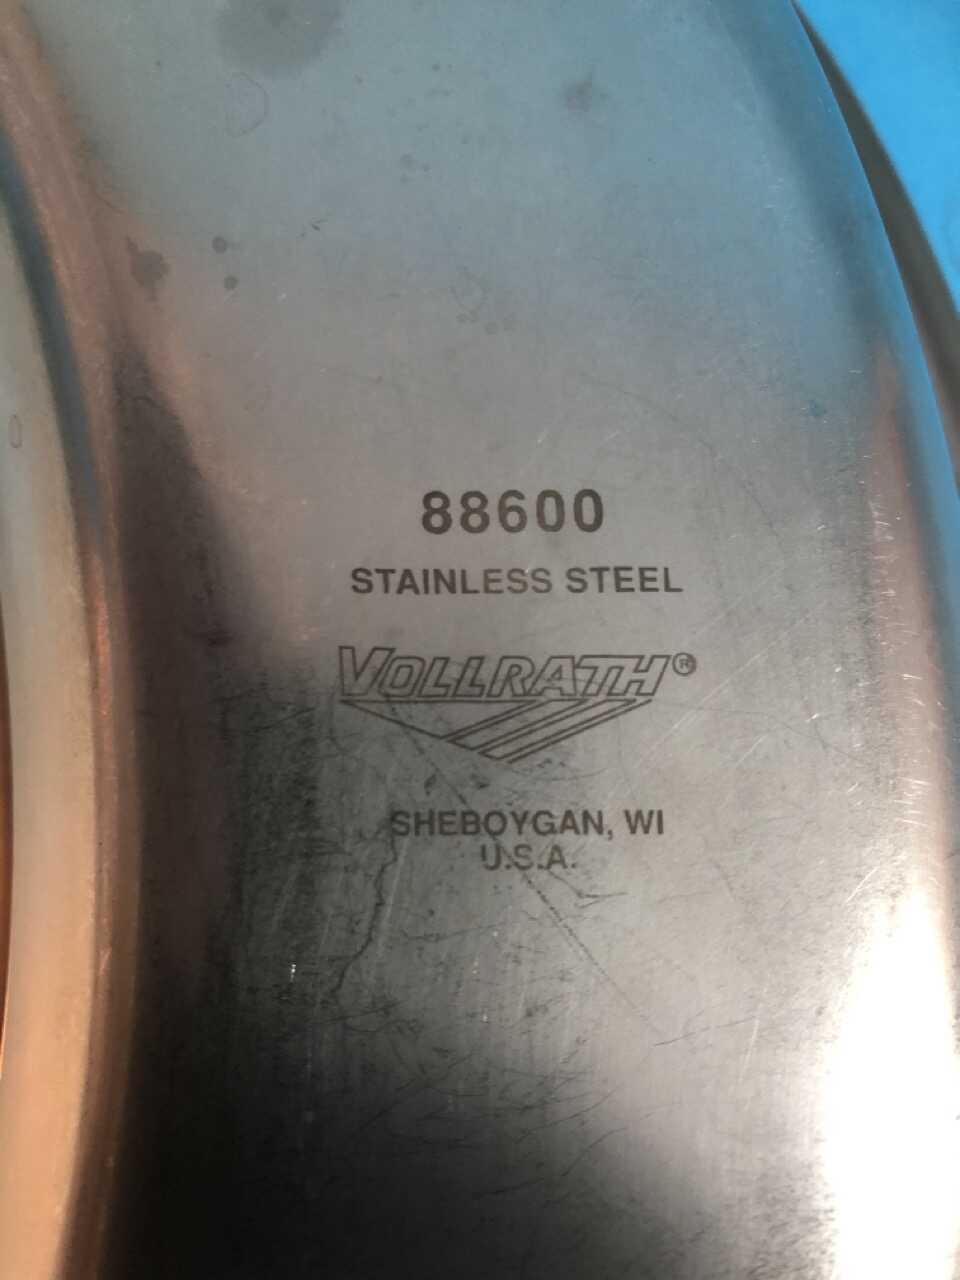 88600
STAINLESS STEEL
VOLLRATH®
SHEBOYGAN, WI
U.S.A.